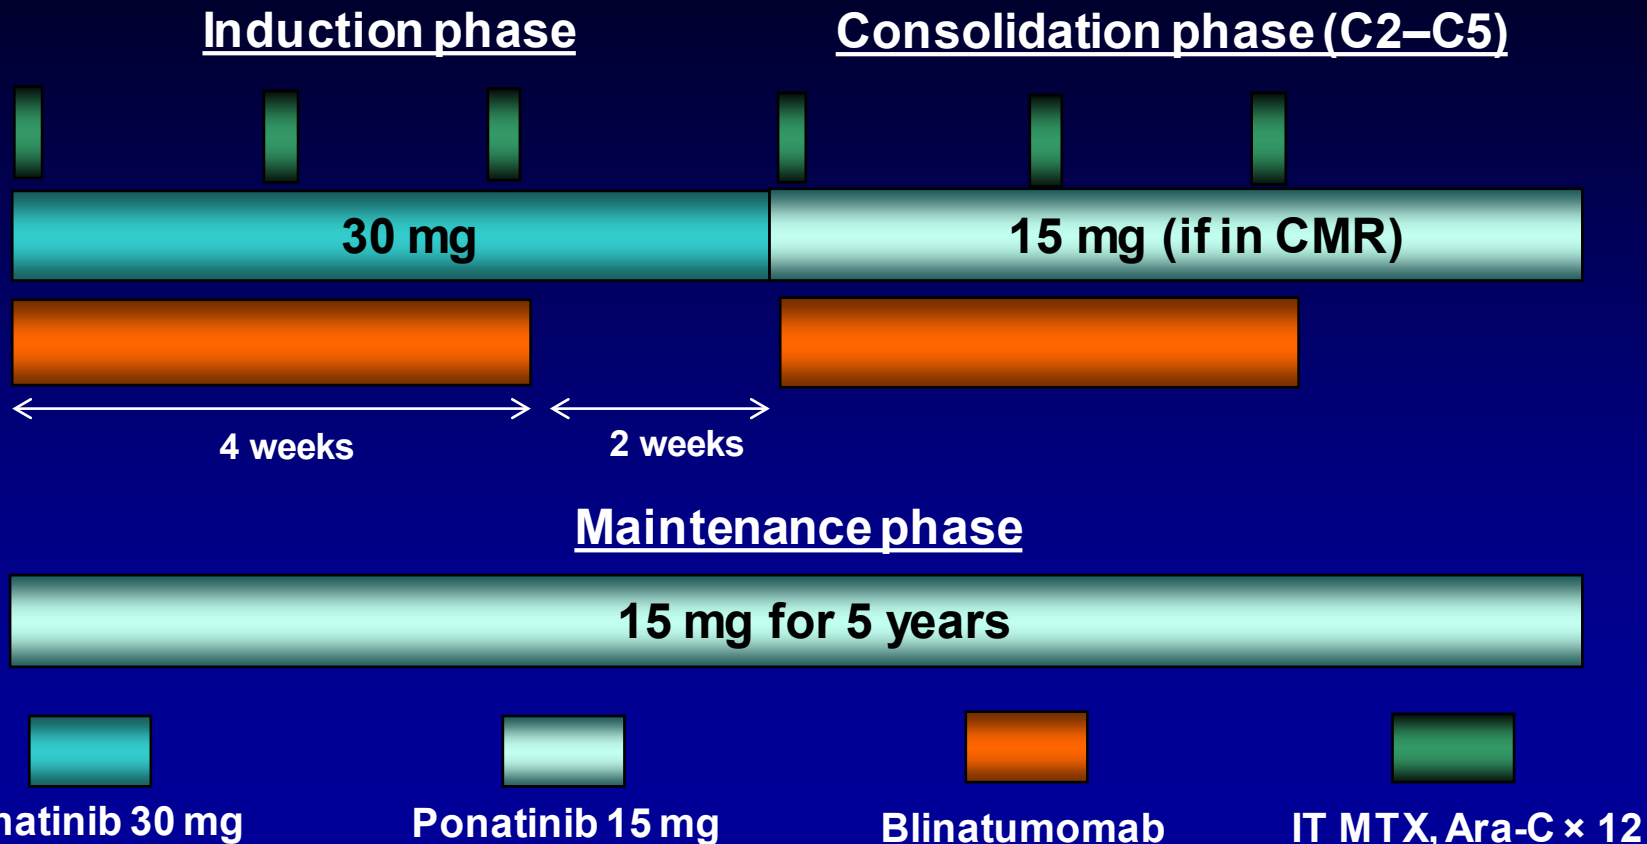 Induction phase
Consolidation phase (C2–C5)
30 mg
15 mg (if in CMR)
4 weeks
2 weeks
Maintenance phase
15 mg for 5 years
natinib 30 mg
Ponatinib 15 mg
Blinatumomab
IT MTX, Ara-C × 12